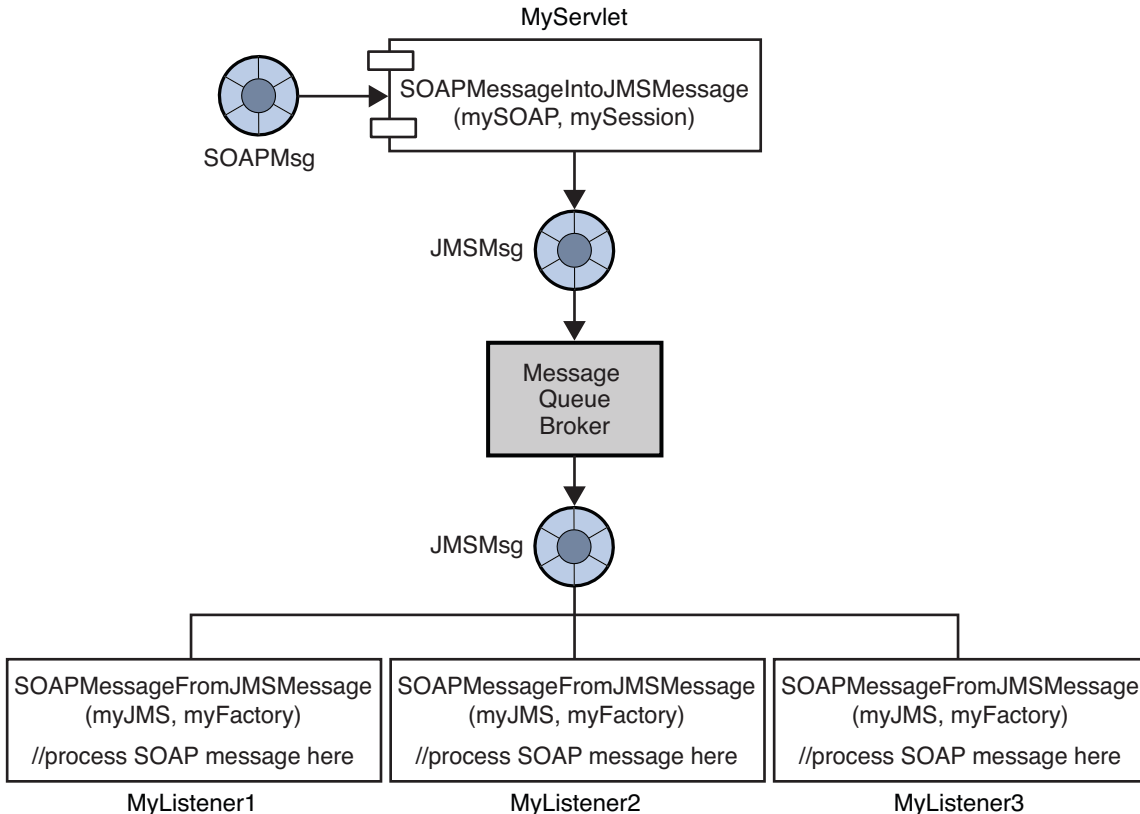 MyServlet
SOAPMessageIntoJMSMessage
(mySOAP, mySession)
SOAPMsg
JMSMsg
Message
Queue
Broker
JMSMsg
SOAPMessageFromJMSMessage
(myJMS, myFactory)
//process SOAP message here
MyListener1
SOAPMessageFromJMSMessage
(myJMS, myFactory)
//process SOAP message here
MyListener2
SOAPMessageFromJMSMessage
(myJMS, myFactory)
//process SOAP message here
MyListener3